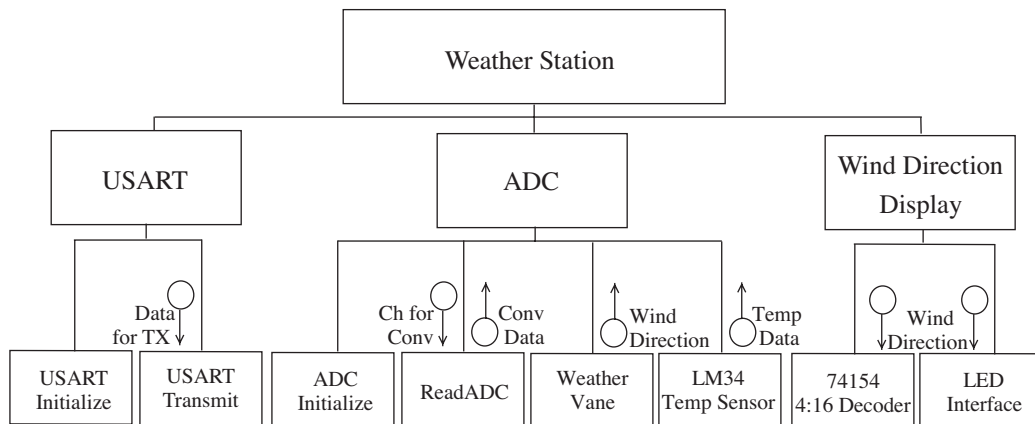 Weather Station
USART
ADC
Wind Direction
Display
Data
for TX
Ch for
Conv
Conv
Data
Wind
Direction
Temp
Data
Wind
Direction
USART
Initialize
USART
Transmit
ADC
Initialize
ReadADC
Weather
Vane
LM34
Temp Sensor
74154
4:16 Decoder
LED
Interface